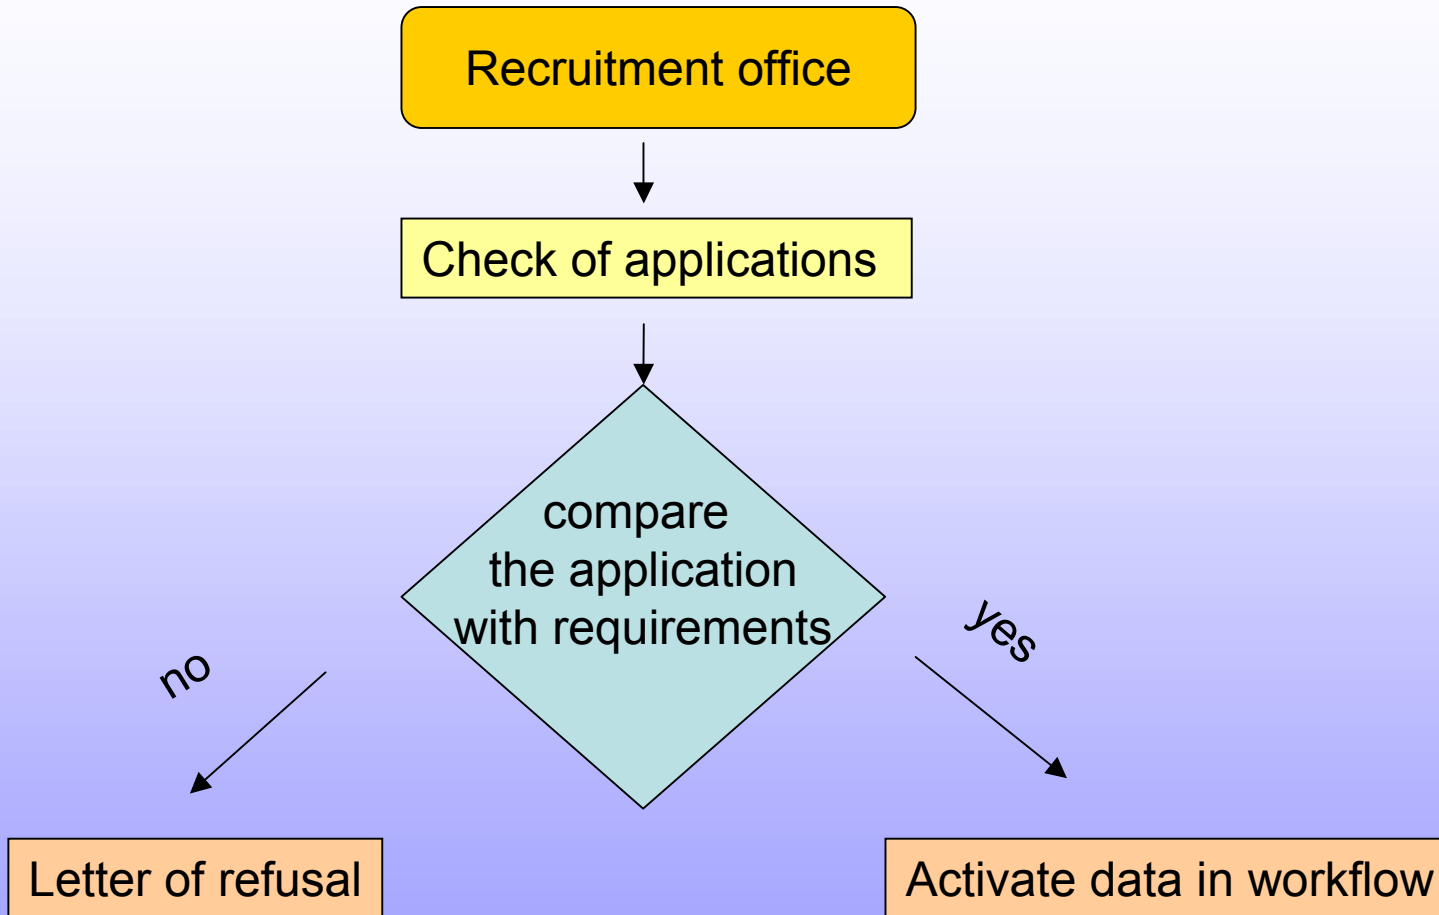 Recruitment office
Check of applications
compare
the application
with requirements
no
yes
Letter of refusal
Activate data in workflow